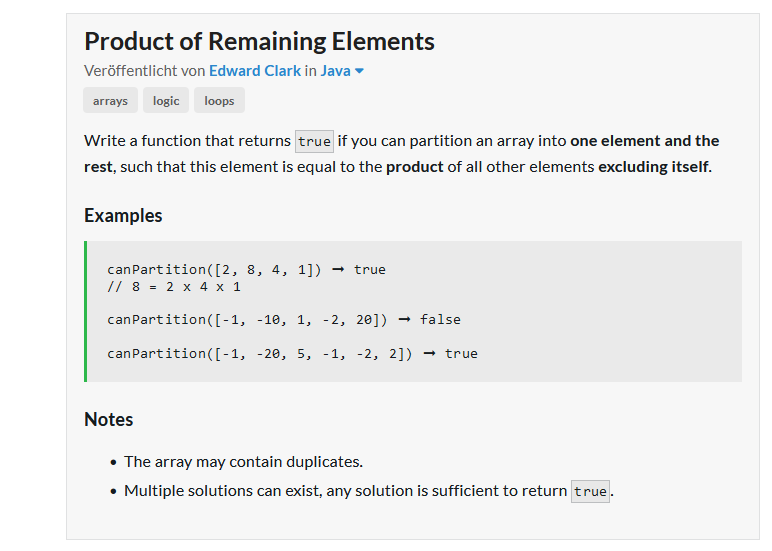 Product of Remaining Elements
Veröffentlicht von Edward Clark in Java
arrays logic loops
Write a function that returns true if you can partition an array into one element and the
rest, such that this element is equal to the product of all other elements excluding itself.
Examples
canPartition([2, 8, 4, 1]) ➞ true
// 8 = 2 x 4 x 1
canPartition([-1, -10, 1, -2, 20]) ➞ false
canPartition([-1, -20, 5, -1, -2, 2]) ➞ true
Notes
• The array may contain duplicates.
• Multiple solutions can exist, any solution is sufficient to return true.